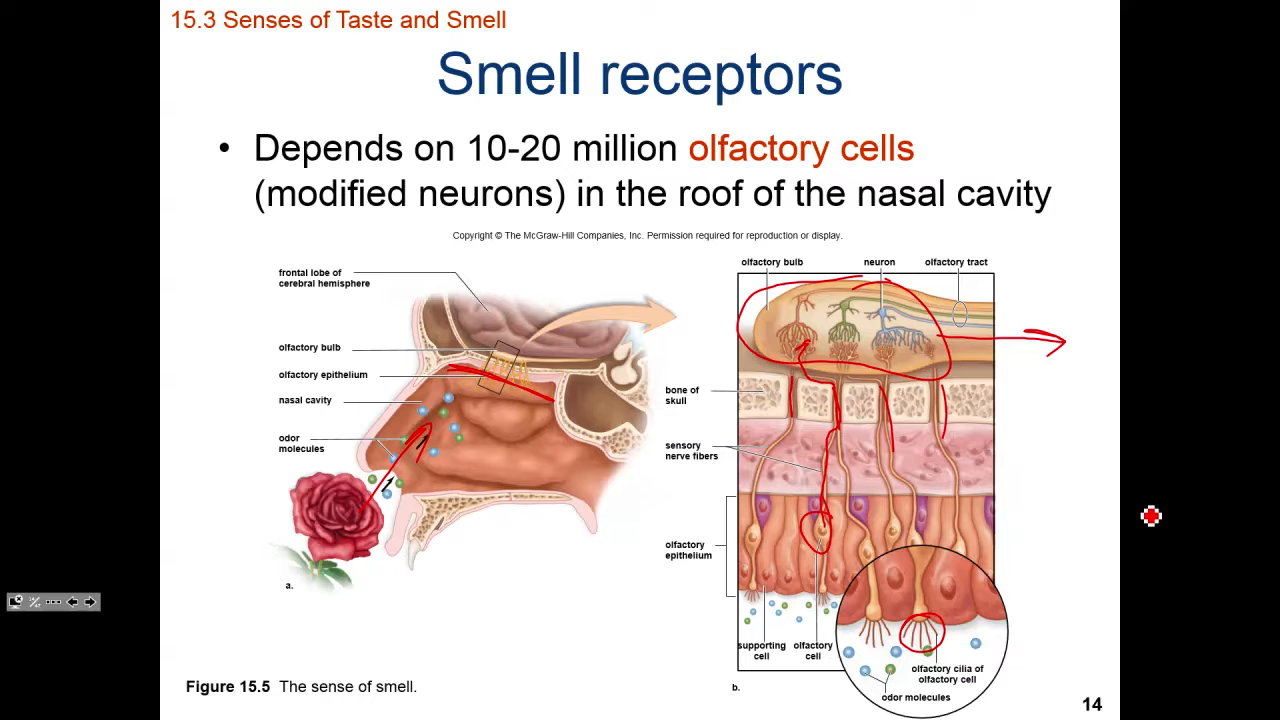 15.3 Senses of Taste and Smell
Smell receptors
• Depends on 10-20 million olfactory cells
(modified neurons) in the roof of the nasal cavity
Copyright © The McGraw-Hill Companies, Inc. Permission required for reproduction or display.
frontal lobe of
cerebral hemisphere
olfactory bulb
olfactory epithelium
nasal cavity
odor
molecules
a.
olfactory bulb
neuron
olfactory tract
bone of
skull
sensory
nerve fibers
olfactory
epithelium
supporting
cell
olfactory
cell
olfactory cilia of
olfactory cell
odor molecules
b.
Figure 15.5 The sense of smell.
14